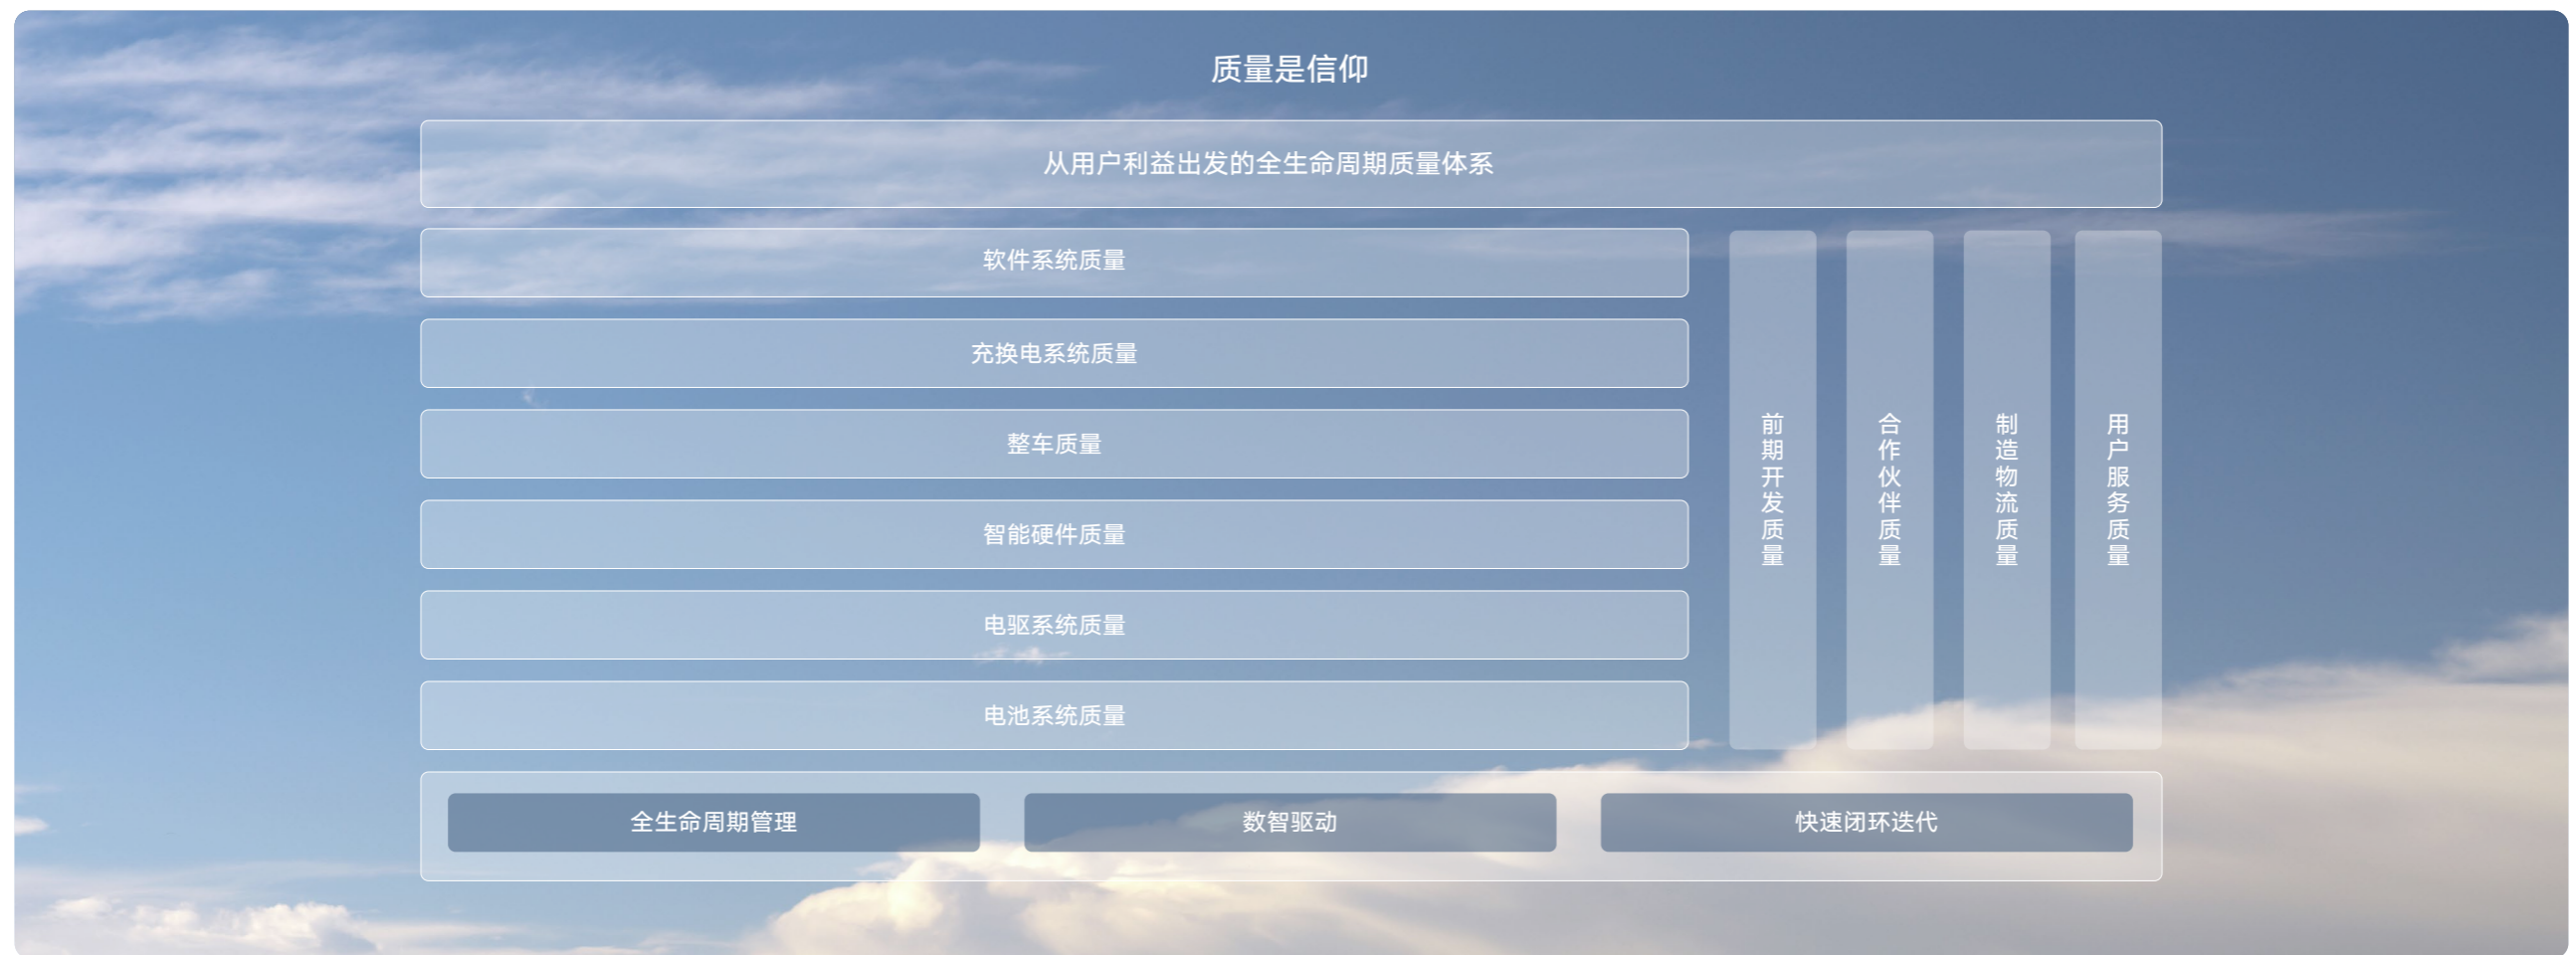 质量是信仰
从用户利益出发的全生命周期质量体系
软件系统质量
充换电系统质量
整车质量
智能硬件质量
电驱系统质量
电池系统质量
前期开发质量
合作伙伴质量
制造物流质量
用户服务质量
全生命周期管理
数智驱动
快速闭环迭代